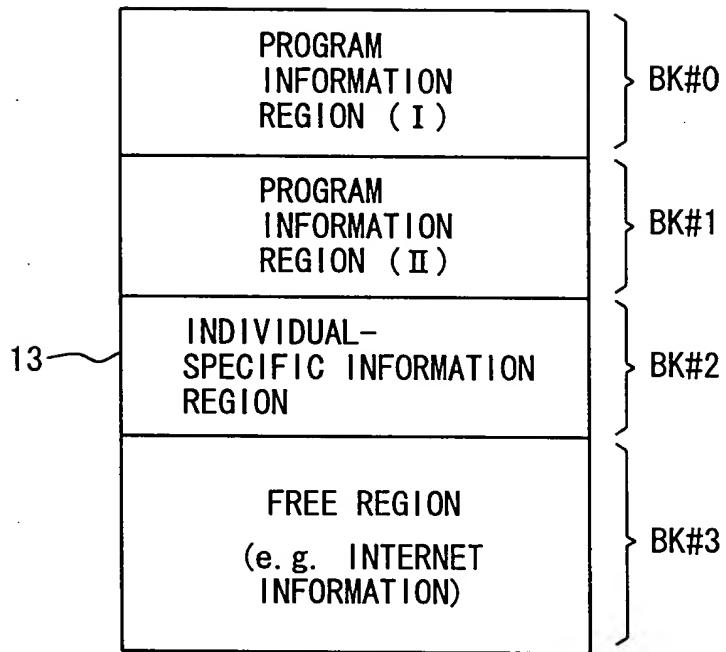 PROGRAM
INFORMATION
REGION (I)
BK#0
PROGRAM
INFORMATION
REGION (II)
BK#1
13
INDIVIDUAL-
SPECIFIC INFORMATION
REGION
BK#2
FREE REGION
(e.g. INTERNET
INFORMATION)
BK#3